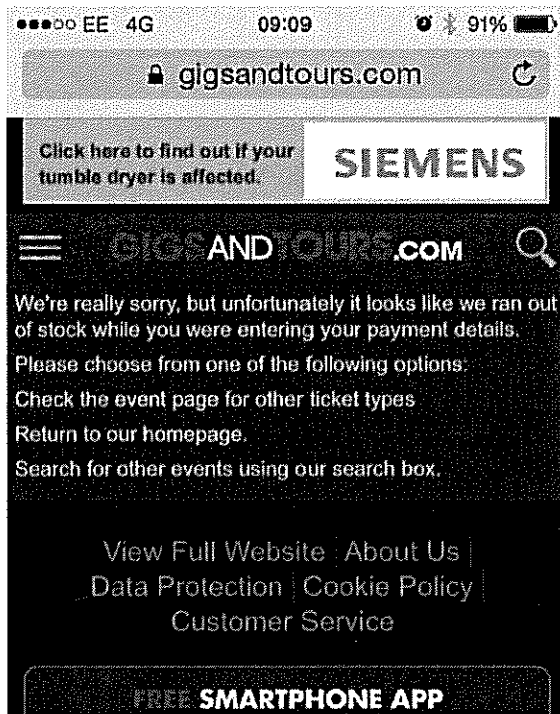 EE 4G 09:09 91%
gigsandtours.com
Click here to find out if your
tumble dryer is affected.
SIEMENS
GIGSANDTOURS.COM
We're really sorry, but unfortunately it looks like we ran out
of stock while you were entering your payment details.
Please choose from one of the following options:
Check the event page for other ticket types
Return to our homepage.
Search for other events using our search box.
View Full Website | About Us |
Data Protection | Cookie Policy |
Customer Service
FREE SMARTPHONE APP